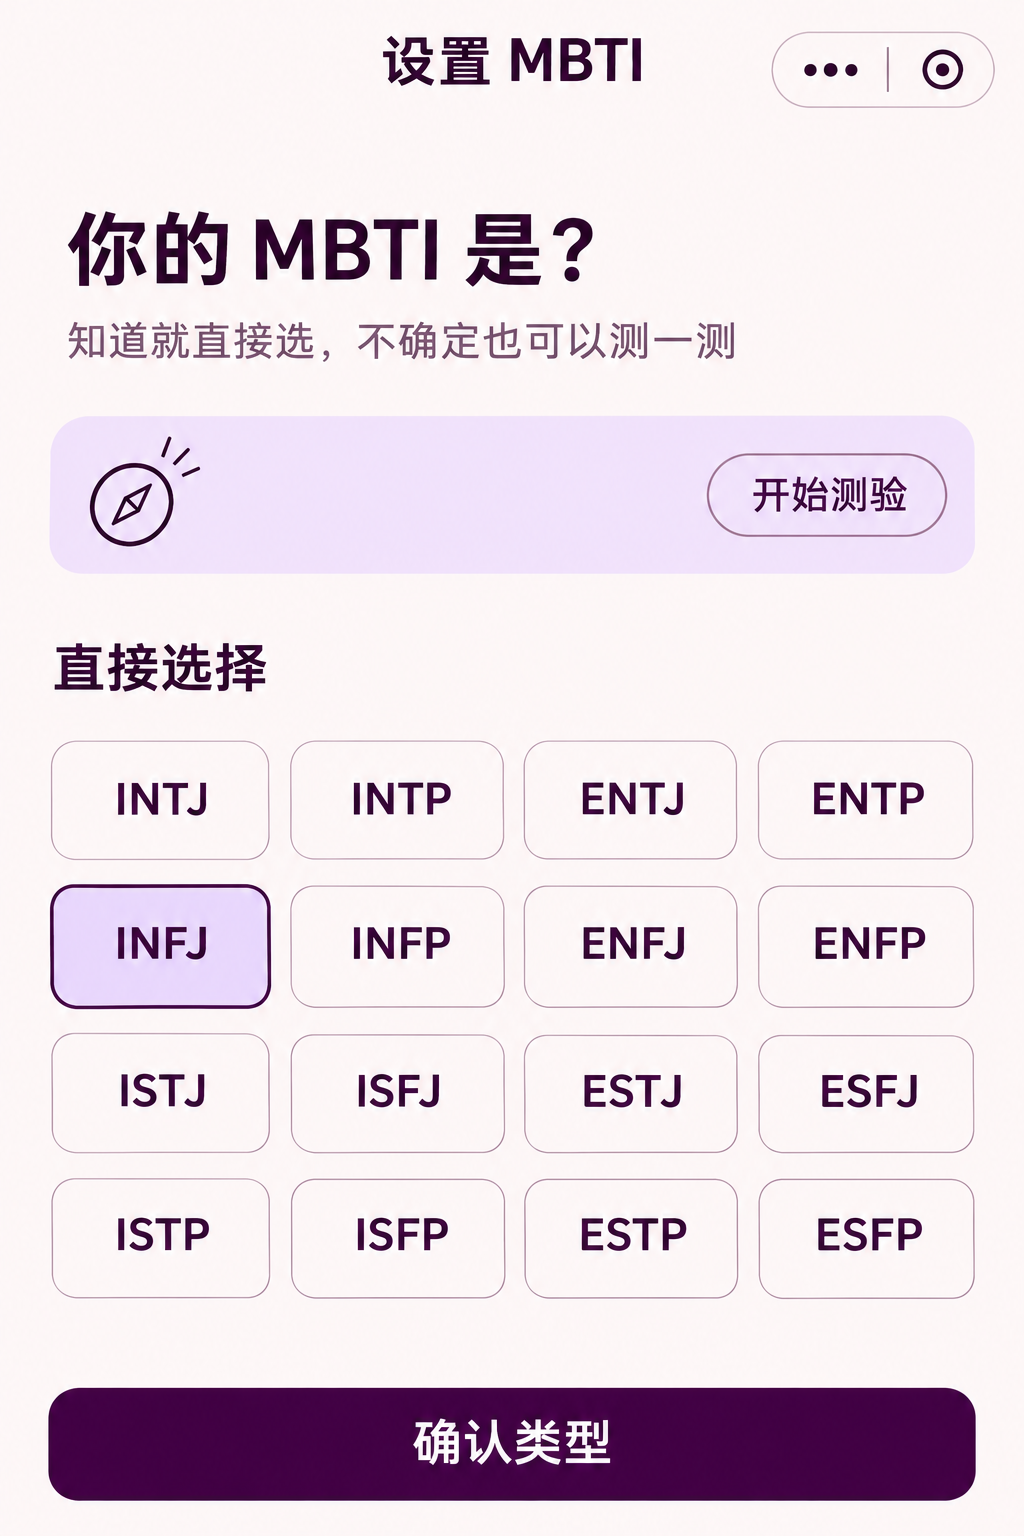 设置 MBTI
你的 MBTI 是？
知道就直接选，不确定也可以测一测
开始测验
直接选择
INTJ INTP ENTJ ENTP
INFJ INFP ENFJ ENFP
ISTJ ISFJ ESTJ ESFJ
ISTP ISFP ESTP ESFP
确认类型